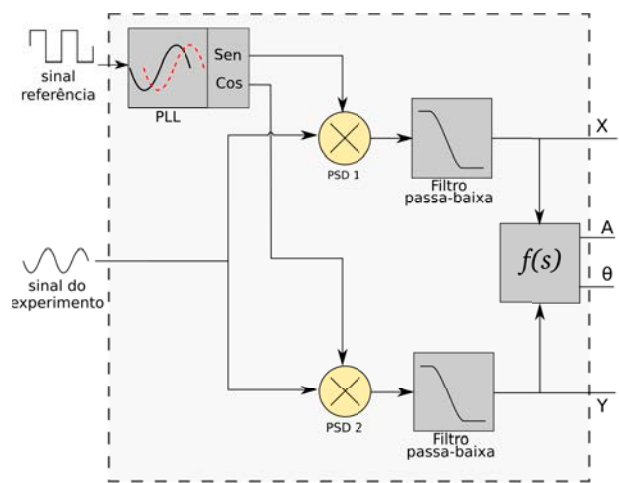 sinal
referência
Sen
Cos
PLL
PSD 1
Filtro
passa-baixa
X
A
f(s)
θ
sinal do
experimento
PSD 2
Filtro
passa-baixa
Y